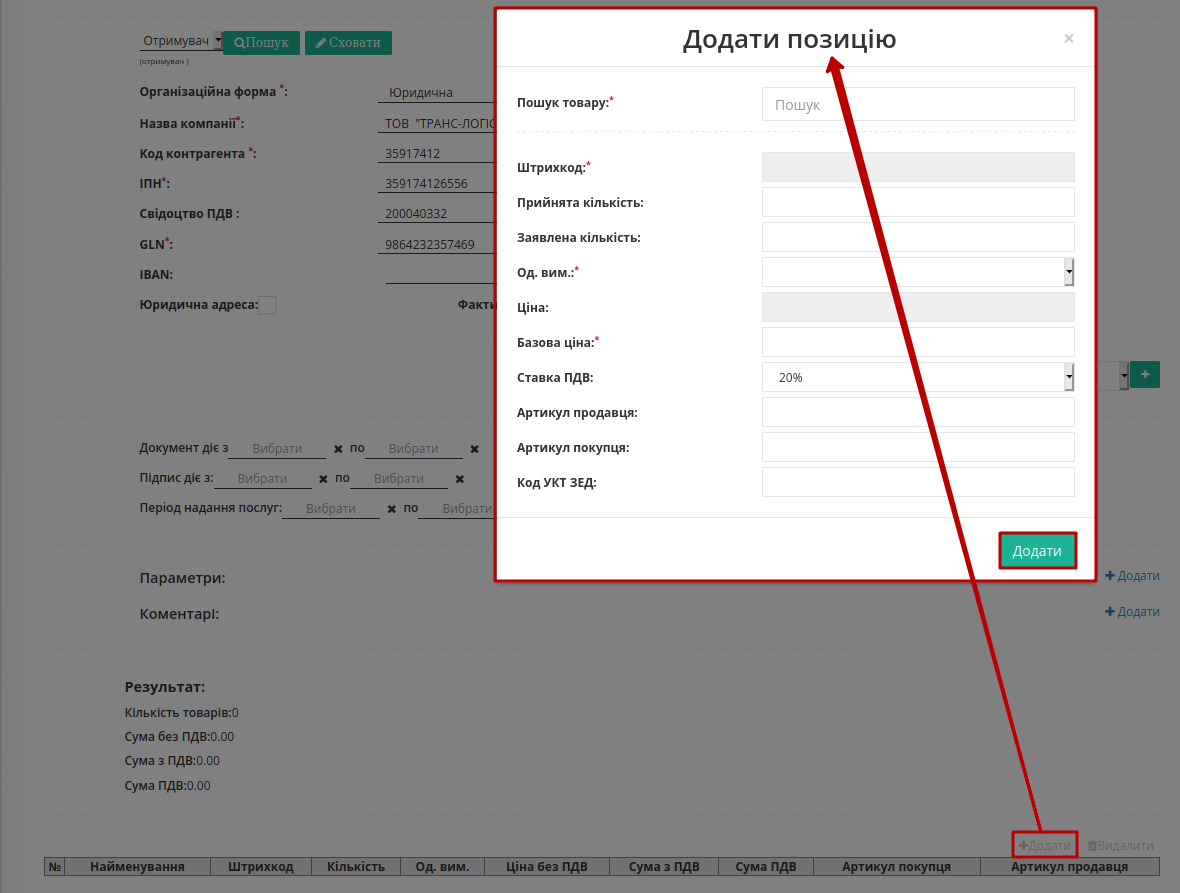 Отримувач Пошук Сховати
(отримувач )
Організаційна форма *: Юридична
Назва компанії*: ТОВ "ТРАНС-ЛОГІС
Код контрагента *: 35917412
ІПН*: 359174126556
Свідоцтво ПДВ : 200040332
GLN*: 9864232357469
IBAN:
Юридична адреса: Факти
Додати позицію ×
Пошук товару:* Пошук
Штрихкод:*
Прийнята кількість:
Заявлена кількість:
Од. вим.:*
Ціна:
Базова ціна:*
Ставка ПДВ: 20%
Артикул продавця:
Артикул покупця:
Код УКТ ЗЕД:
Додати
+
Документ діє з Вибрати ✖ по Вибрати ✖
Підпис діє з: Вибрати ✖ по Вибрати ✖
Період надання послуг: Вибрати ✖ по Вибрати
Параметри: + Додати
Коментарі: + Додати
Результат:
Кількість товарів:0
Сума без ПДВ:0.00
Сума з ПДВ:0.00
Сума ПДВ:0.00
+Додати Видалити
№ Найменування Штрихкод Кількість Од. вим. Ціна без ПДВ Сума з ПДВ Сума ПДВ Артикул покупця Артикул продавця